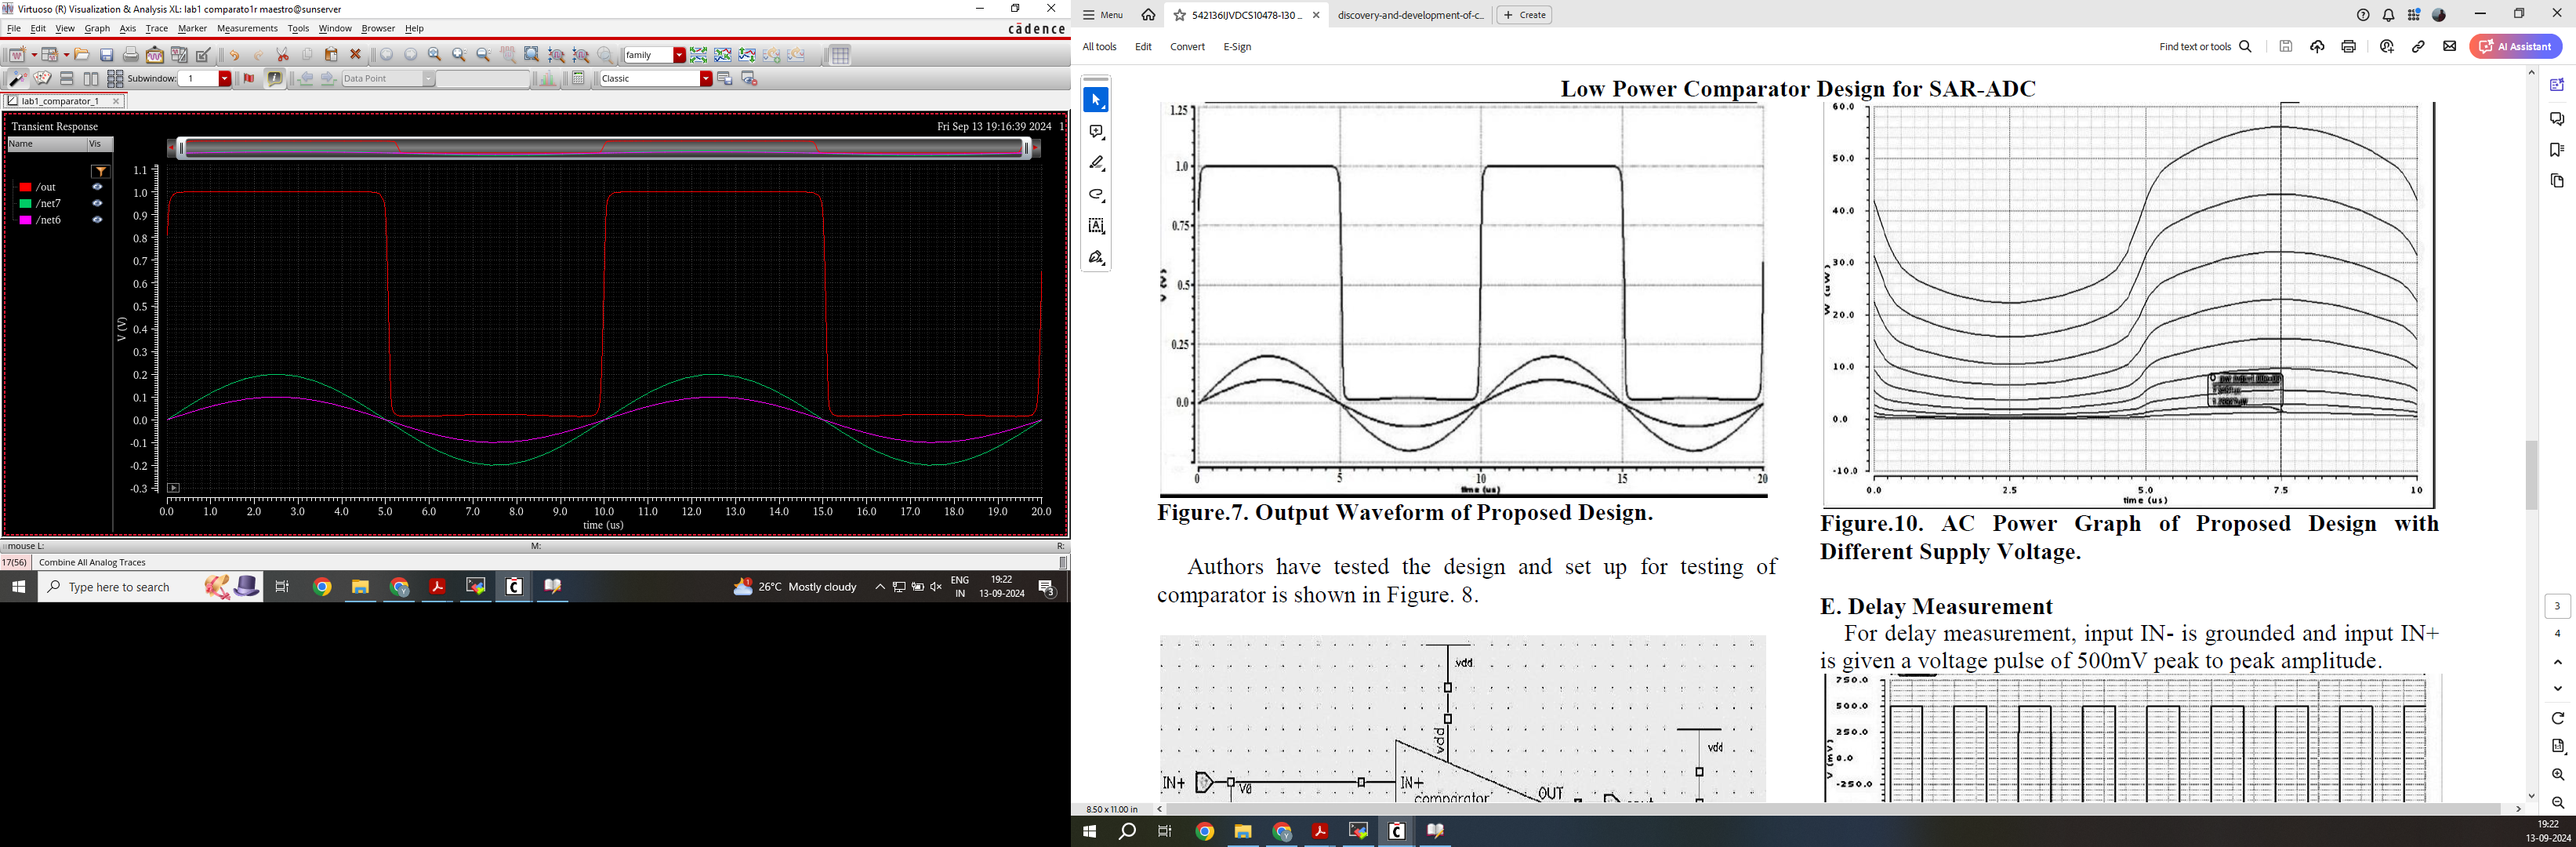 Virtuoso (R) Visualization & Analysis XL: lab1 comparato1r maestro@sunserver
File Edit View Graph Axis Trace Marker Measurements Tools Window Browser Help
cādence
family
Subwindow: 1
Data Point
Classic
lab1_comparator_1
Transient Response
Fri Sep 13 19:16:39 2024 1
Name Vis
/out
/net7
/net6
1.1
1.0
0.9
0.8
0.7
0.6
0.5
0.4
0.3
0.2
0.1
0.0
-0.1
-0.2
-0.3
V (V)
0.0 1.0 2.0 3.0 4.0 5.0 6.0 7.0 8.0 9.0 10.0 11.0 12.0 13.0 14.0 15.0 16.0 17.0 18.0 19.0 20.0
time (us)
mouse L: M: R:
17(56) Combine All Analog Traces
Type here to search
26°C Mostly cloudy
ENG
IN
19:22
13-09-2024
3
Menu
542136IJVDCS10478-130 ...
discovery-and-development-of-c...
Create
All tools Edit Convert E-Sign
Find text or tools
AI Assistant
Low Power Comparator Design for SAR-ADC
1.25
1.0
0.75
0.5
0.25
0.0
0 5 10 15 20
time (us)
Figure.7. Output Waveform of Proposed Design.
Authors have tested the design and set up for testing of
comparator is shown in Figure. 8.
vdd
vdd
vdd
IN+
V0
IN+
OUT
comparator
60.0
50.0
40.0
30.0
20.0
10.0
0.0
-10.0
W (uW)
0.0 2.5 5.0 7.5 10
time (us)
Figure.10. AC Power Graph of Proposed Design with
Different Supply Voltage.
E. Delay Measurement
For delay measurement, input IN- is grounded and input IN+
is given a voltage pulse of 500mV peak to peak amplitude.
750.0
500.0
250.0
0.0
-250.0
V (mV)
3
4
8.50 x 11.00 in
19:22
13-09-2024